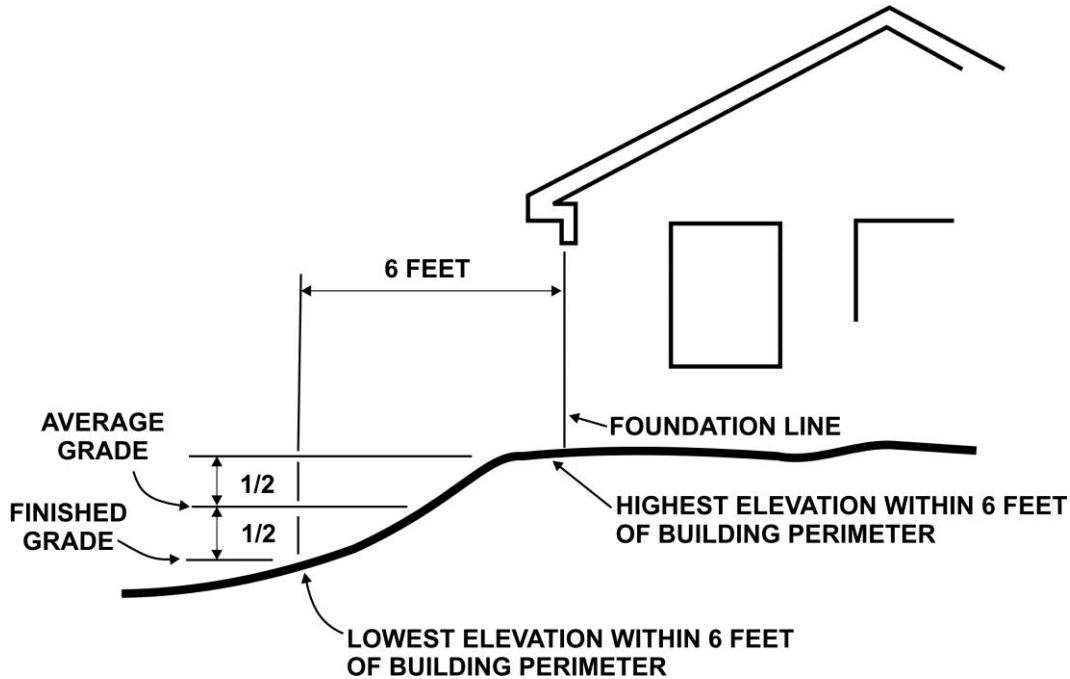 6 FEET
AVERAGE
GRADE
FOUNDATION LINE
1/2
HIGHEST ELEVATION WITHIN 6 FEET
OF BUILDING PERIMETER
FINISHED
GRADE
1/2
LOWEST ELEVATION WITHIN 6 FEET
OF BUILDING PERIMETER